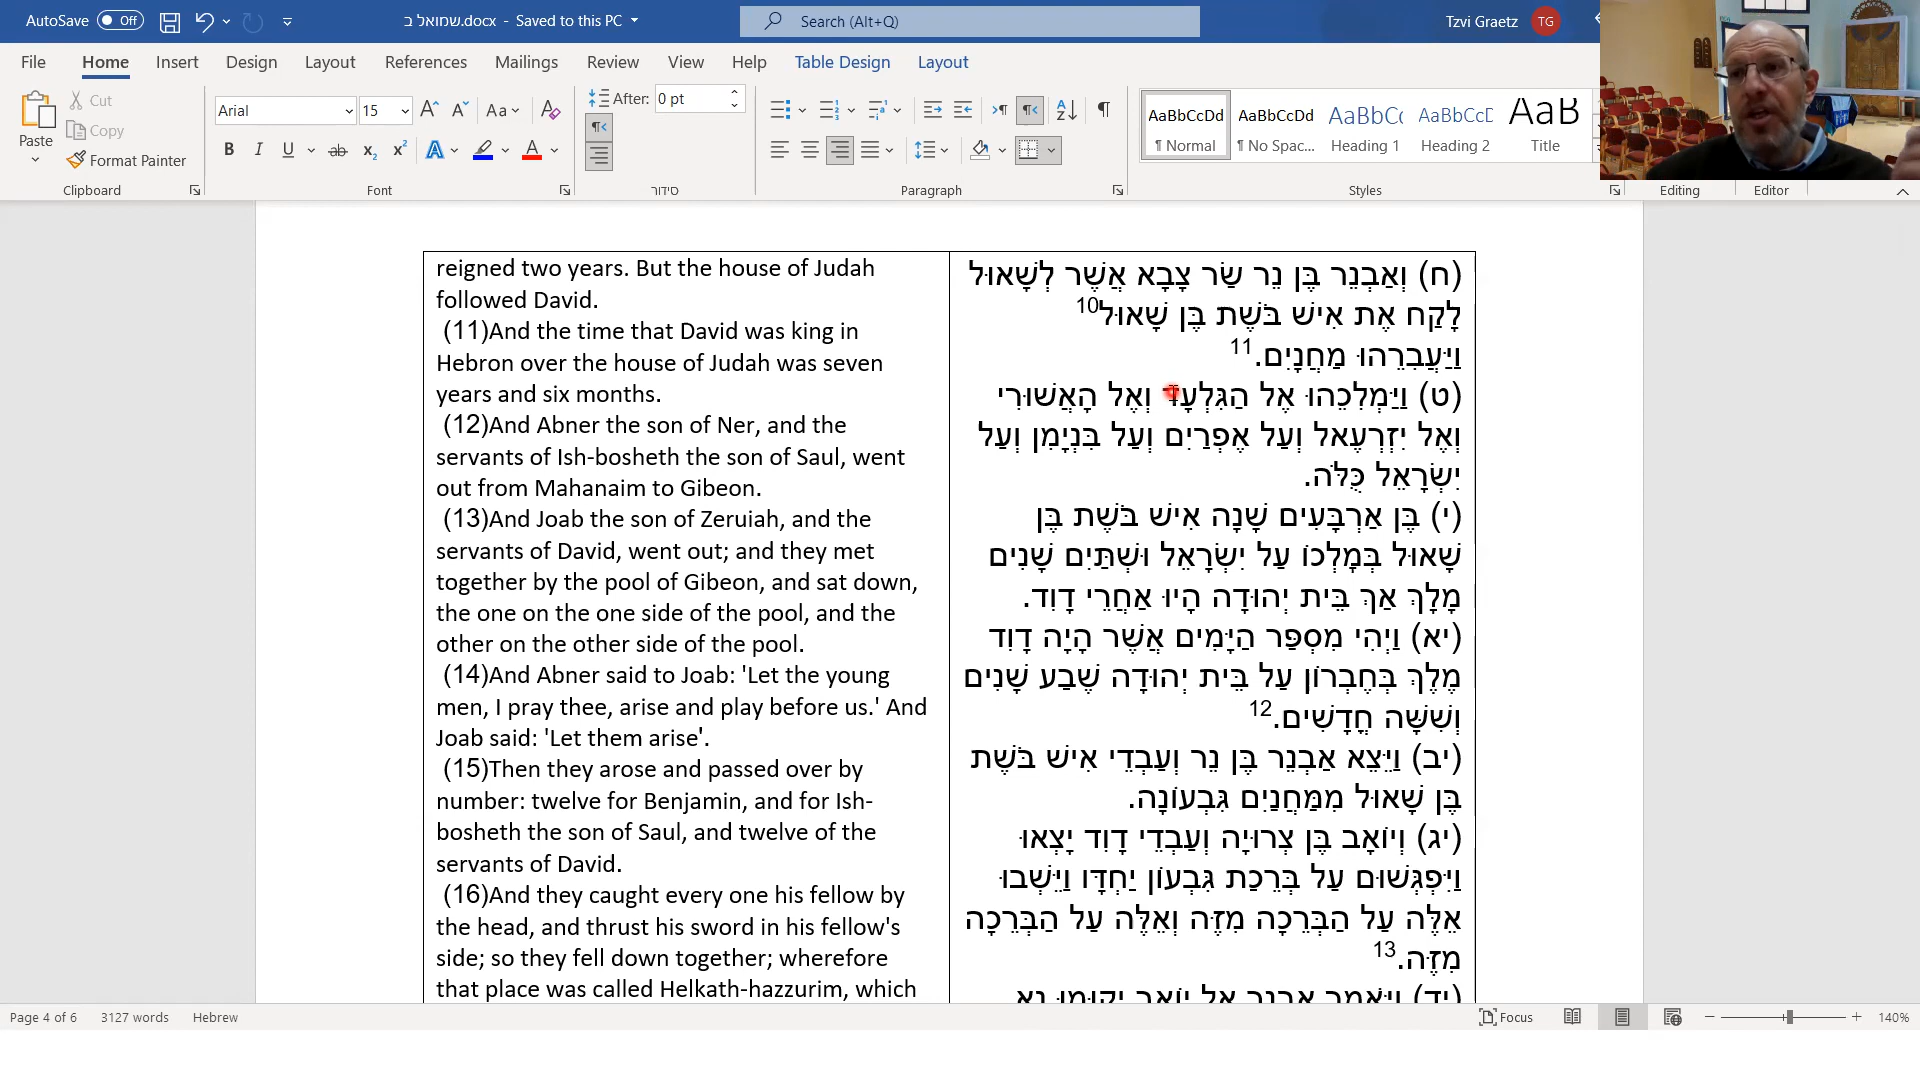 AutoSave Off שמואל ב.docx - Saved to this PC Search (Alt+Q) Tzvi Graetz TG
File Home Insert Design Layout References Mailings Review View Help Table Design Layout
Paste Cut Copy Format Painter
Arial 15 Aa After: 0 pt
B I U ab x₂ x² A A
AaBbCcDd AaBbCcDd AaBbCc AaBbCcD AaB
¶ Normal ¶ No Spac... Heading 1 Heading 2 Title
Clipboard Font סידור Paragraph Styles Editing Editor
reigned two years. But the house of Judah
followed David.
(11)And the time that David was king in
Hebron over the house of Judah was seven
years and six months.
(12)And Abner the son of Ner, and the
servants of Ish-bosheth the son of Saul, went
out from Mahanaim to Gibeon.
(13)And Joab the son of Zeruiah, and the
servants of David, went out; and they met
together by the pool of Gibeon, and sat down,
the one on the one side of the pool, and the
other on the other side of the pool.
(14)And Abner said to Joab: 'Let the young
men, I pray thee, arise and play before us.' And
Joab said: 'Let them arise'.
(15)Then they arose and passed over by
number: twelve for Benjamin, and for Ish-
bosheth the son of Saul, and twelve of the
servants of David.
(16)And they caught every one his fellow by
the head, and thrust his sword in his fellow's
side; so they fell down together; wherefore
that place was called Helkath-hazzurim, which
(ח) וְאַבְנֵר בֶּן נֵר שַׂר צָבָא אֲשֶׁר לְשָׁאוּל
לָקַח אֶת אִישׁ בֹּשֶׁת בֶּן שָׁאוּל10
וַיַּעֲבִרֵהוּ מַחֲנָיִם.11
(ט) וַיַּמְלִכֵהוּ אֶל הַגִּלְעָד וְאֶל הָאֲשׁוּרִי
וְאֶל יִזְרְעֶאל וְעַל אֶפְרַיִם וְעַל בִּנְיָמִן וְעַל
יִשְׂרָאֵל כֻּלֹּה.
(י) בֶּן אַרְבָּעִים שָׁנָה אִישׁ בֹּשֶׁת בֶּן
שָׁאוּל בְּמָלְכוֹ עַל יִשְׂרָאֵל וּשְׁתַּיִם שָׁנִים
מָלָךְ אַךְ בֵּית יְהוּדָה הָיוּ אַחֲרֵי דָוִד.
(יא) וַיְהִי מִסְפַּר הַיָּמִים אֲשֶׁר הָיָה דָוִד
מֶלֶךְ בְּחֶבְרוֹן עַל בֵּית יְהוּדָה שֶׁבַע שָׁנִים
וְשִׁשָּׁה חֳדָשִׁים.12
(יב) וַיֵּצֵא אַבְנֵר בֶּן נֵר וְעַבְדֵי אִישׁ בֹּשֶׁת
בֶּן שָׁאוּל מִמַּחֲנַיִם גִּבְעוֹנָה.
(יג) וְיוֹאָב בֶּן צְרוּיָה וְעַבְדֵי דָוִד יָצְאוּ
וַיִּפְגְּשׁוּם עַל בְּרֵכַת גִּבְעוֹן יַחְדָּו וַיֵּשְׁבוּ
אֵלֶּה עַל הַבְּרֵכָה מִזֶּה וְאֵלֶּה עַל הַבְּרֵכָה
מִזֶּה.13
(יד) וַיֹּאמֶר אַבְנֵר אֶל יוֹאָב יָקוּמוּ נָא
Page 4 of 6 3127 words Hebrew Focus 140%